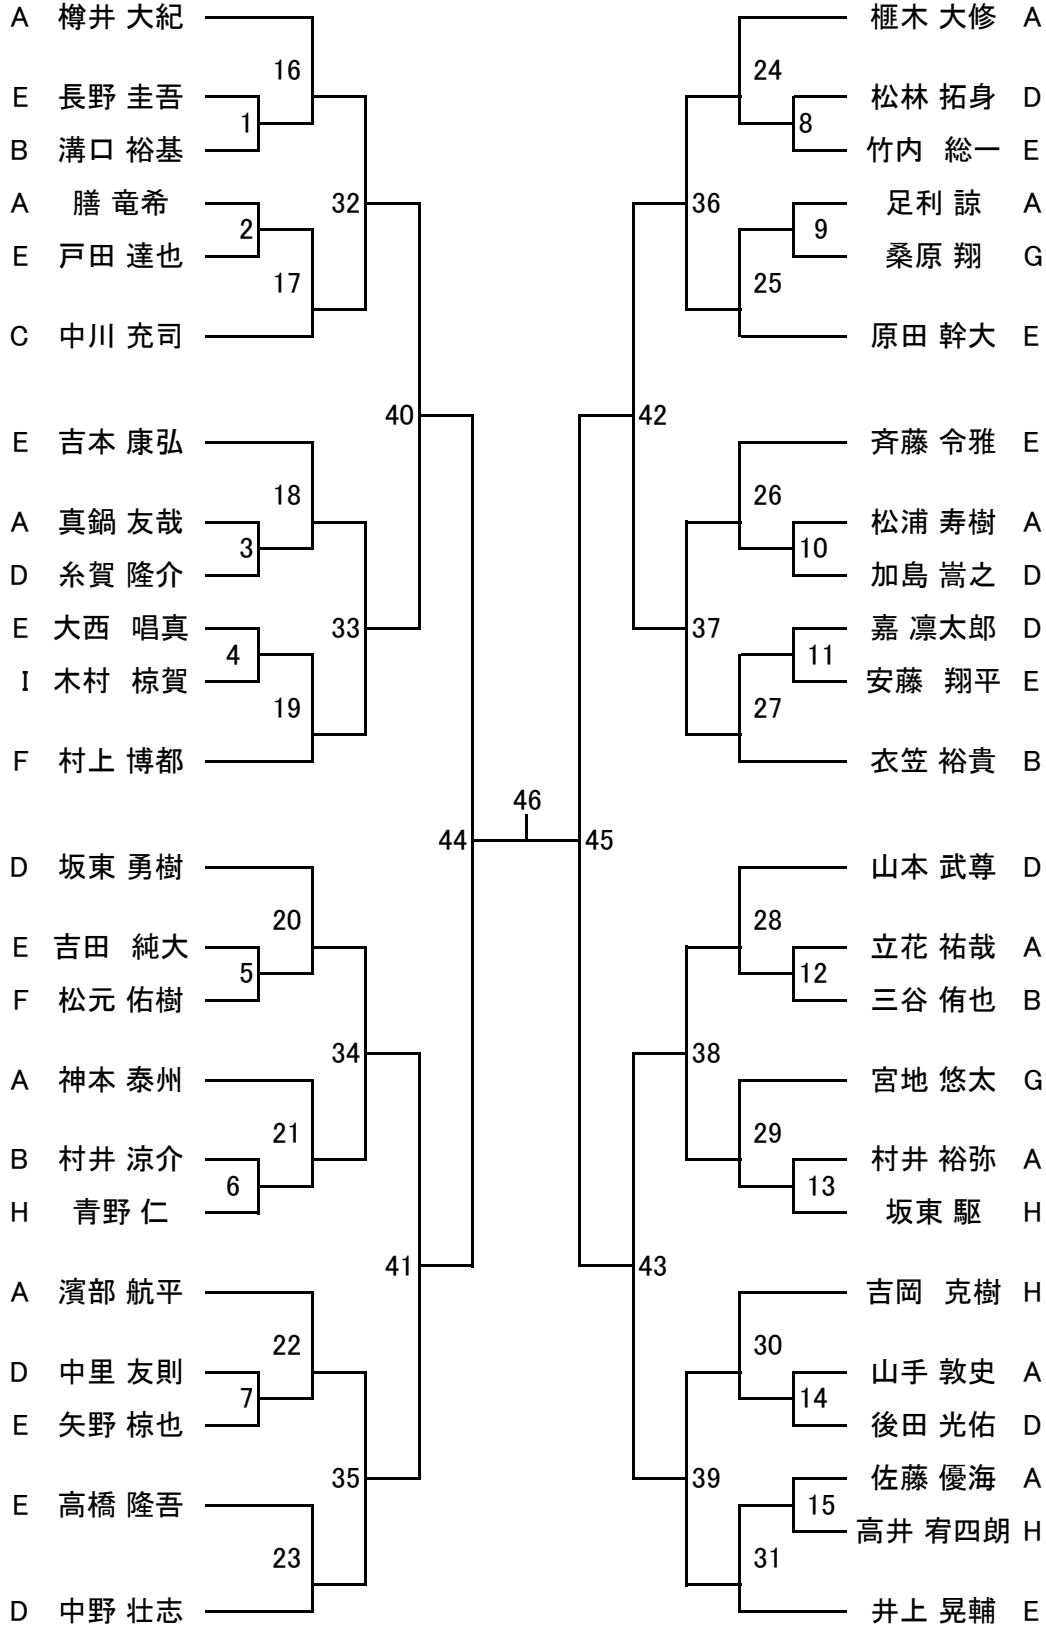 A 樽井 大紀
16
E 長野 圭吾
1
B 溝口 裕基
A 膳 竜希
32
2
E 戸田 達也
17
C 中川 充司
40
E 吉本 康弘
18
A 真鍋 友哉
3
D 糸賀 隆介
E 大西 唱真
33
4
I 木村 椋賀
19
F 村上 博都
44
D 坂東 勇樹
20
E 吉田 純大
5
F 松元 佑樹
34
A 神本 泰州
21
B 村井 涼介
6
H 青野 仁
41
A 濱部 航平
22
D 中里 友則
7
E 矢野 椋也
35
E 高橋 隆吾
23
D 中野 壮志
46
榧木 大修 A
24
松林 拓身 D
8
竹内 総一 E
36
足利 諒 A
9
桑原 翔 G
25
原田 幹大 E
42
斉藤 令雅 E
26
松浦 寿樹 A
10
加島 嵩之 D
37
嘉 凛太郎 D
11
安藤 翔平 E
27
衣笠 裕貴 B
45
山本 武尊 D
28
立花 祐哉 A
12
三谷 侑也 B
38
宮地 悠太 G
29
村井 裕弥 A
13
坂東 駆 H
43
吉岡 克樹 H
30
山手 敦史 A
14
後田 光佑 D
39
佐藤 優海 A
15
高井 宥四朗 H
31
井上 晃輔 E